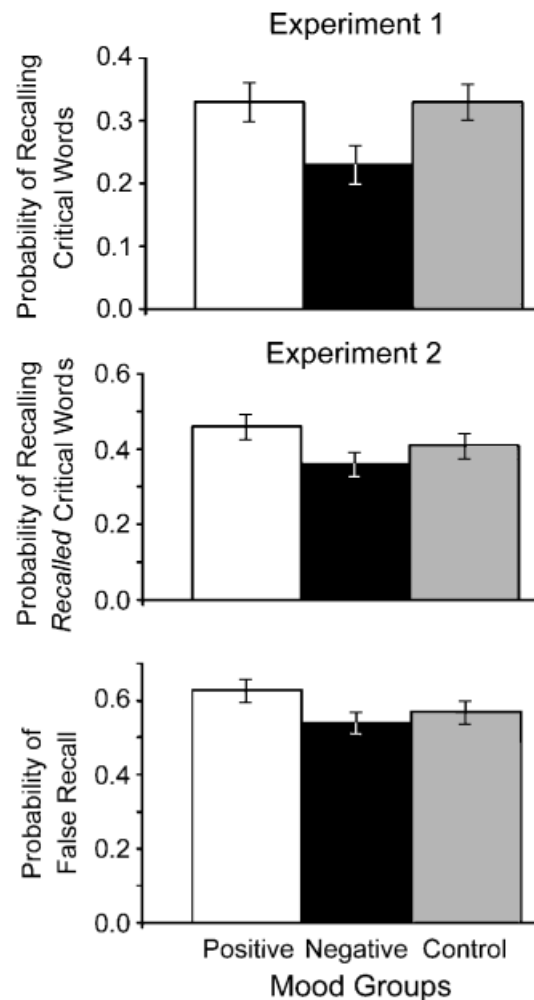 Experiment 1
Probability of Recalling
Critical Words
0.4
0.3
0.2
0.1
0.0
Experiment 2
Probability of Recalling
Recalled Critical Words
0.6
0.4
0.2
0.0
Probability of
False Recall
0.6
0.4
0.2
0.0
Positive Negative Control
Mood Groups